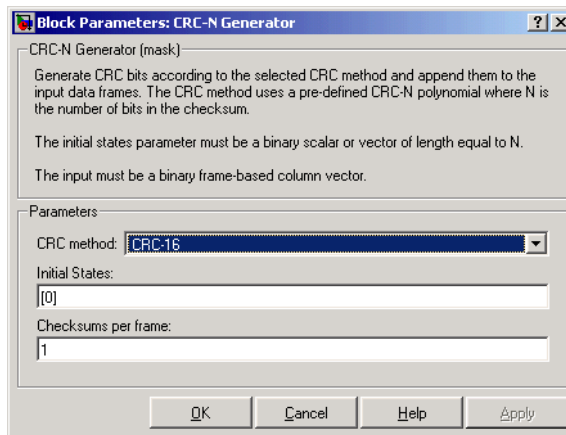 Block Parameters: CRC-N Generator
CRC-N Generator (mask)
Generate CRC bits according to the selected CRC method and append them to the
input data frames. The CRC method uses a pre-defined CRC-N polynomial where N is
the number of bits in the checksum.
The initial states parameter must be a binary scalar or vector of length equal to N.
The input must be a binary frame-based column vector.
Parameters
CRC method: CRC-16
Initial States:
[0]
Checksums per frame:
1
OK Cancel Help Apply